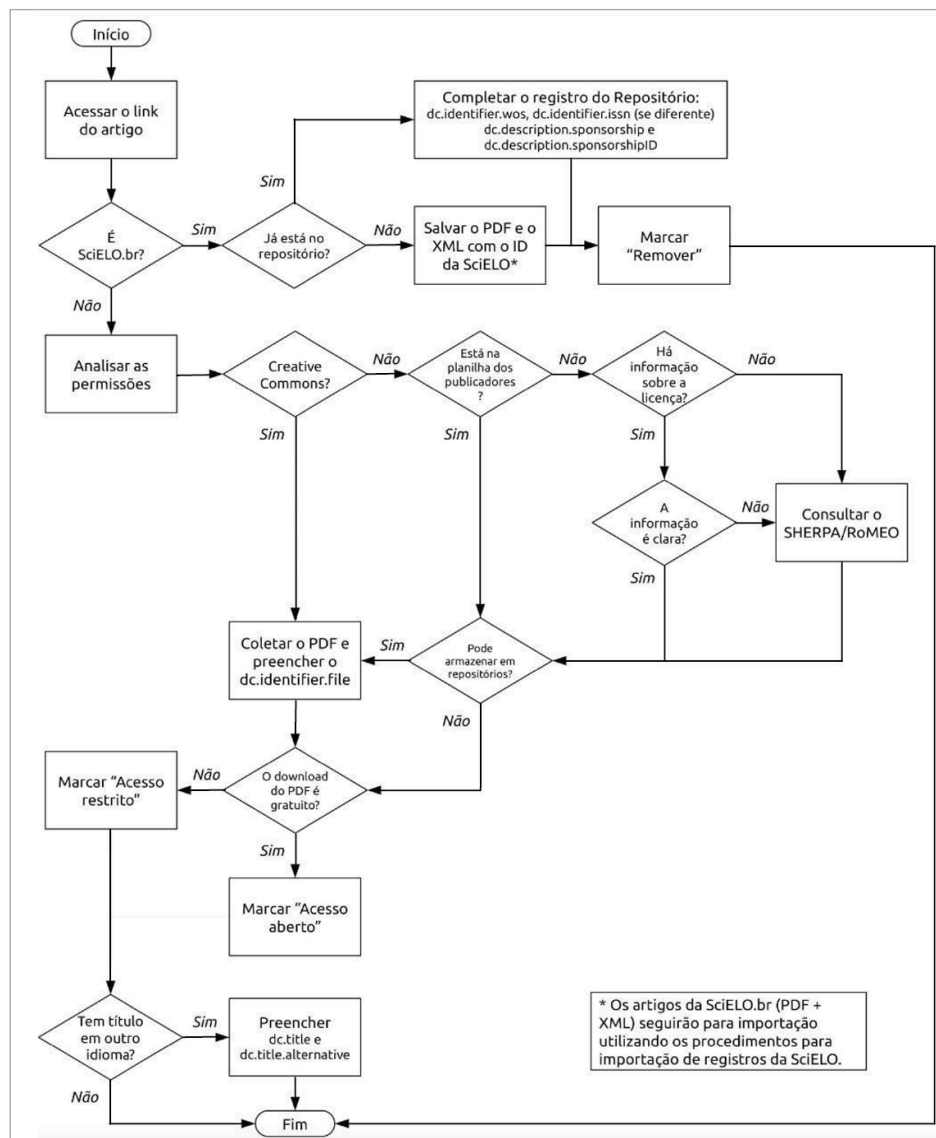 Início
Acessar o link
do artigo
Completar o registro do Repositório:
dc.identifier.wos, dc.identifier.issn (se diferente)
dc.description.sponsorship e
dc.description.sponsorshipID
Sim
É
SciELO.br?
Sim
Já está no
repositório?
Não
Salvar o PDF e o
XML com o ID
da SciELO*
Marcar
“Remover”
Não
Analisar as
permissões
Creative
Commons?
Não
Está na
planilha dos
publicadores
?
Não
Há
informação
sobre a
licença?
Não
Sim
Sim
Sim
A
informação
é clara?
Não
Consultar o
SHERPA/RoMEO
Sim
Coletar o PDF e
preencher o
dc.identifier.file
Sim
Pode
armazenar em
repositórios?
Não
Marcar “Acesso
restrito”
Não
O download
do PDF é
gratuito?
Sim
Marcar “Acesso
aberto”
Tem título
em outro
idioma?
Sim
Preencher
dc.title e
dc.title.alternative
* Os artigos da SciELO.br (PDF +
XML) seguirão para importação
utilizando os procedimentos para
importação de registros da SciELO.
Não
Fim